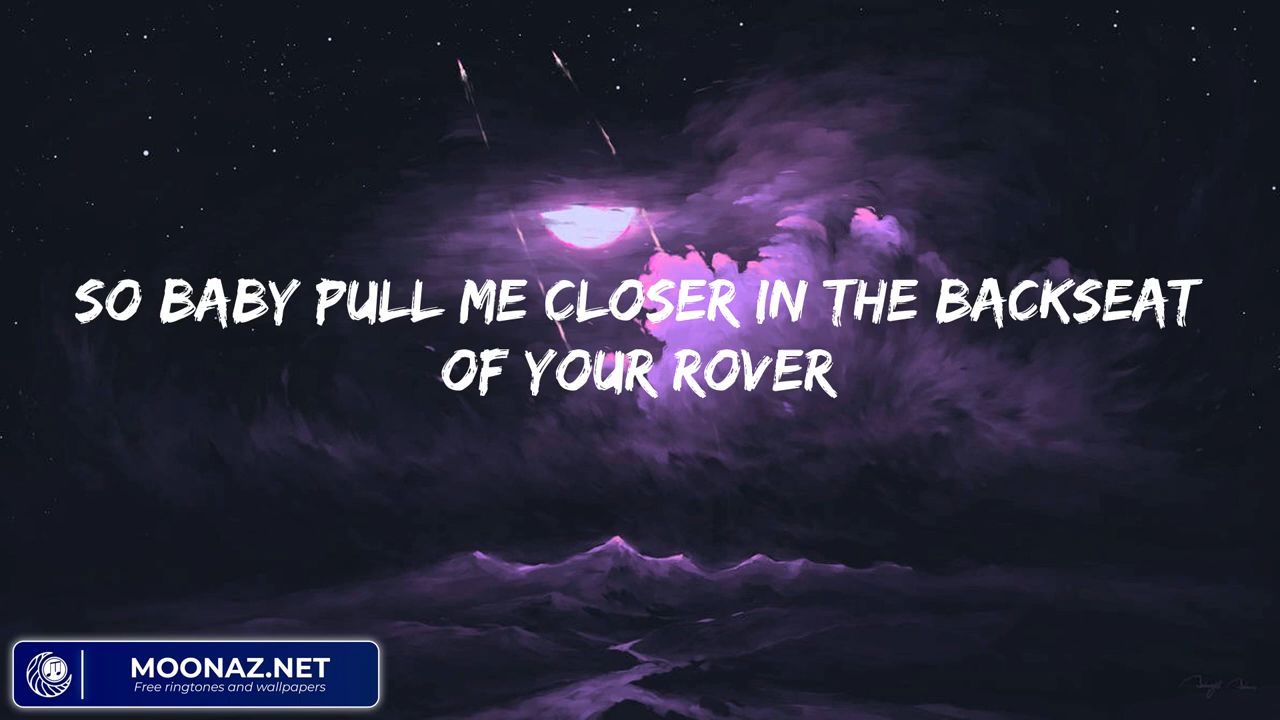 SO BABY PULL ME CLOSER IN THE BACKSEAT
OF YOUR ROVER
MOONAZ.NET
Free ringtones and wallpapers